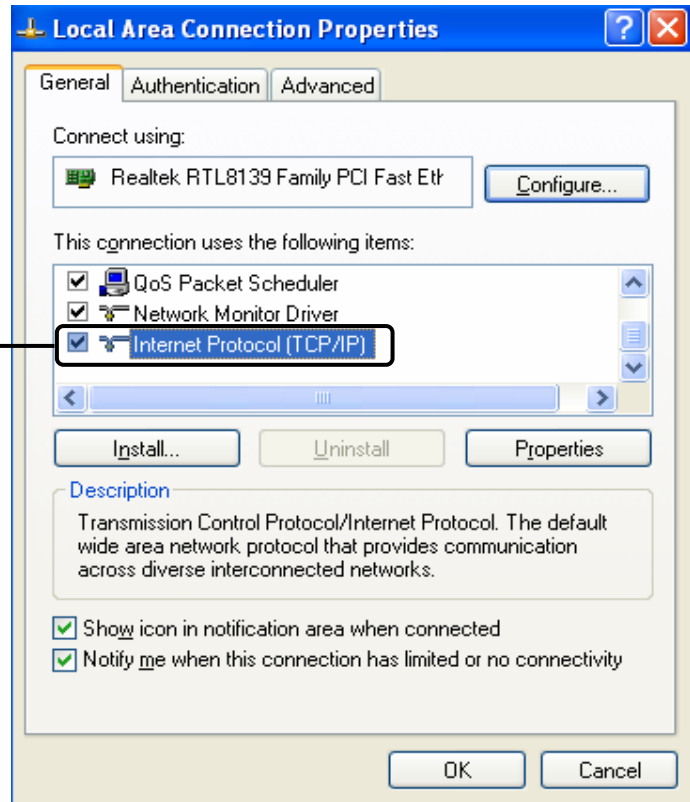 Local Area Connection Properties
General Authentication Advanced
Connect using:
Realtek RTL8139 Family PCI Fast Eth
Configure...
This connection uses the following items:
QoS Packet Scheduler
Network Monitor Driver
Internet Protocol (TCP/IP)
Install... Uninstall Properties
Description
Transmission Control Protocol/Internet Protocol. The default
wide area network protocol that provides communication
across diverse interconnected networks.
Show icon in notification area when connected
Notify me when this connection has limited or no connectivity
OK Cancel